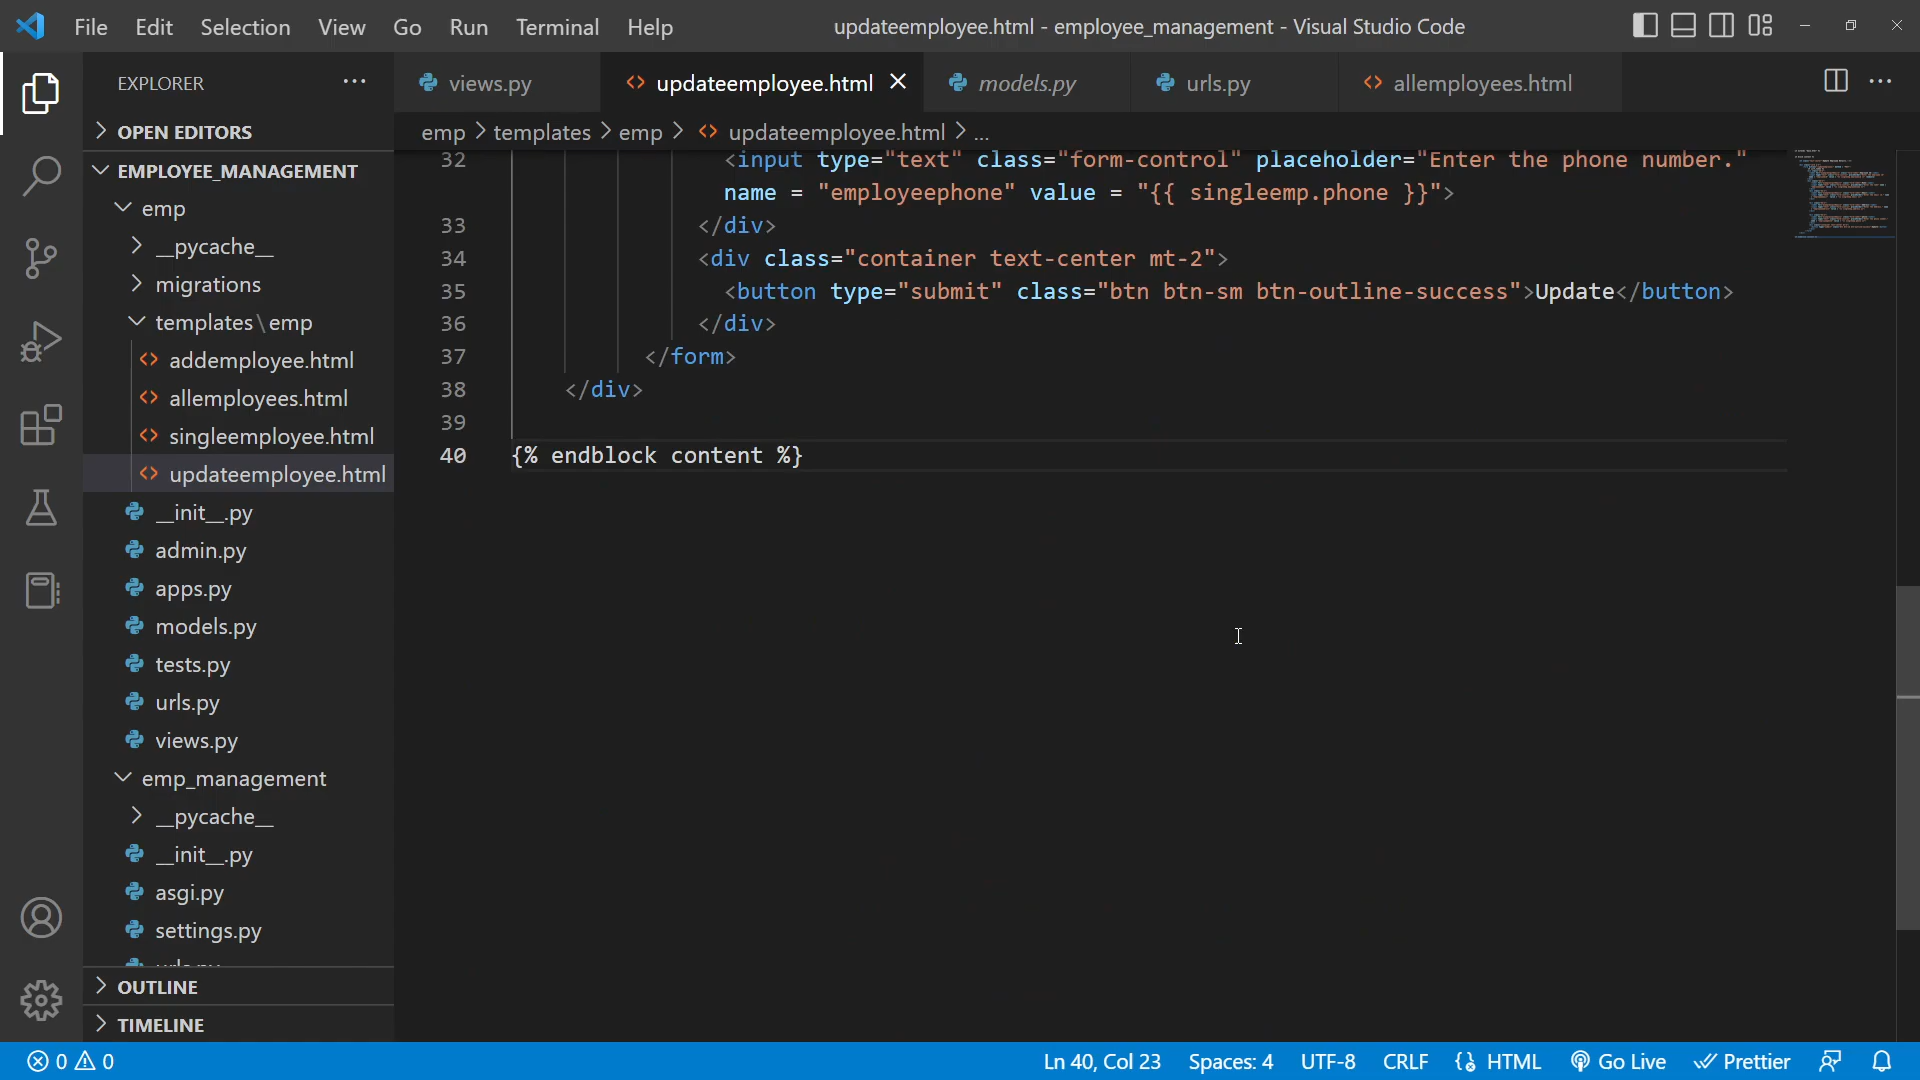 File Edit Selection View Go Run Terminal Help
updateemployee.html - employee_management - Visual Studio Code
EXPLORER
OPEN EDITORS
EMPLOYEE_MANAGEMENT
emp
__pycache__
migrations
templates\emp
addemployee.html
allemployees.html
singleemployee.html
updateemployee.html
__init__.py
admin.py
apps.py
models.py
tests.py
urls.py
views.py
emp_management
__pycache__
__init__.py
asgi.py
settings.py
urls.py
OUTLINE
TIMELINE
views.py updateemployee.html models.py urls.py allemployees.html
emp > templates > emp > <> updateemployee.html > ...
32 <input type="text" class="form-control" placeholder="Enter the phone number."
name = "employeephone" value = "{{ singleemp.phone }}">
33 </div>
34 <div class="container text-center mt-2">
35 <button type="submit" class="btn btn-sm btn-outline-success">Update</button>
36 </div>
37 </form>
38 </div>
39
40 {% endblock content %}
0 0 Ln 40, Col 23 Spaces: 4 UTF-8 CRLF HTML Go Live Prettier